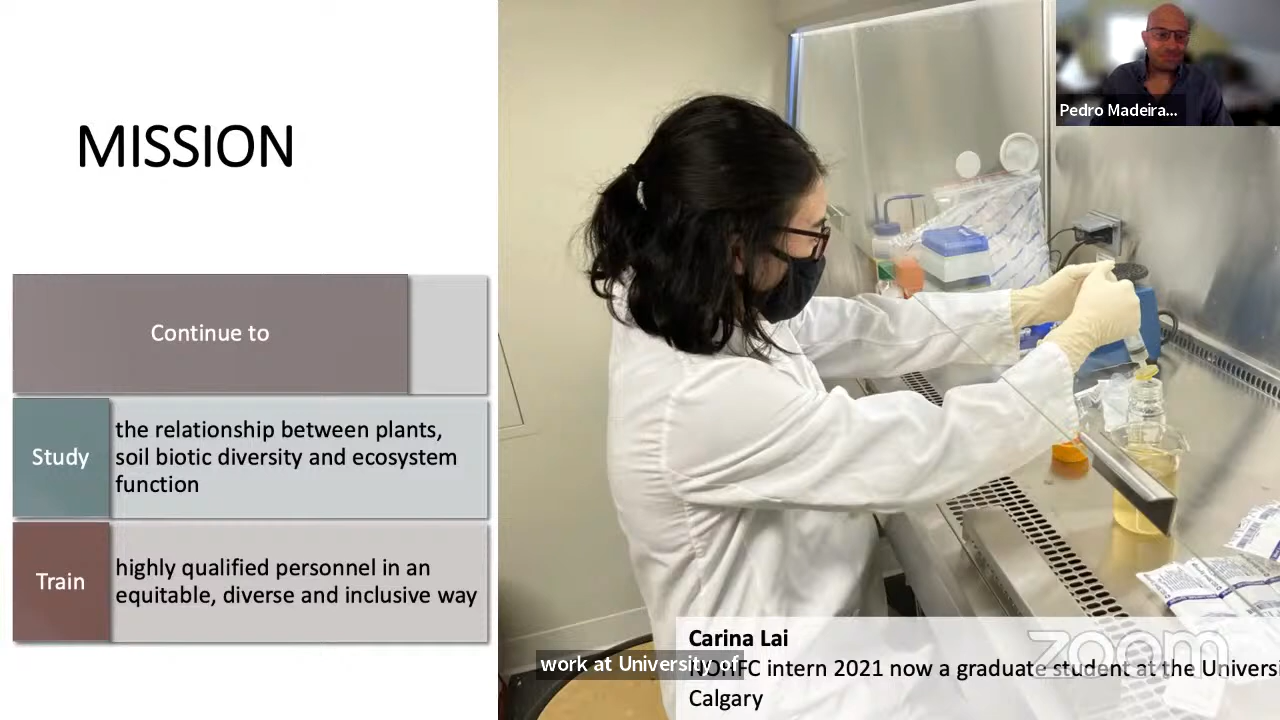 MISSION
Continue to
Study
the relationship between plants,
soil biotic diversity and ecosystem
function
Train
highly qualified personnel in an
equitable, diverse and inclusive way
Pedro Madeira...
Carina Lai
intern 2021 now a graduate student at the Universi
Calgary
work at University of
zoom